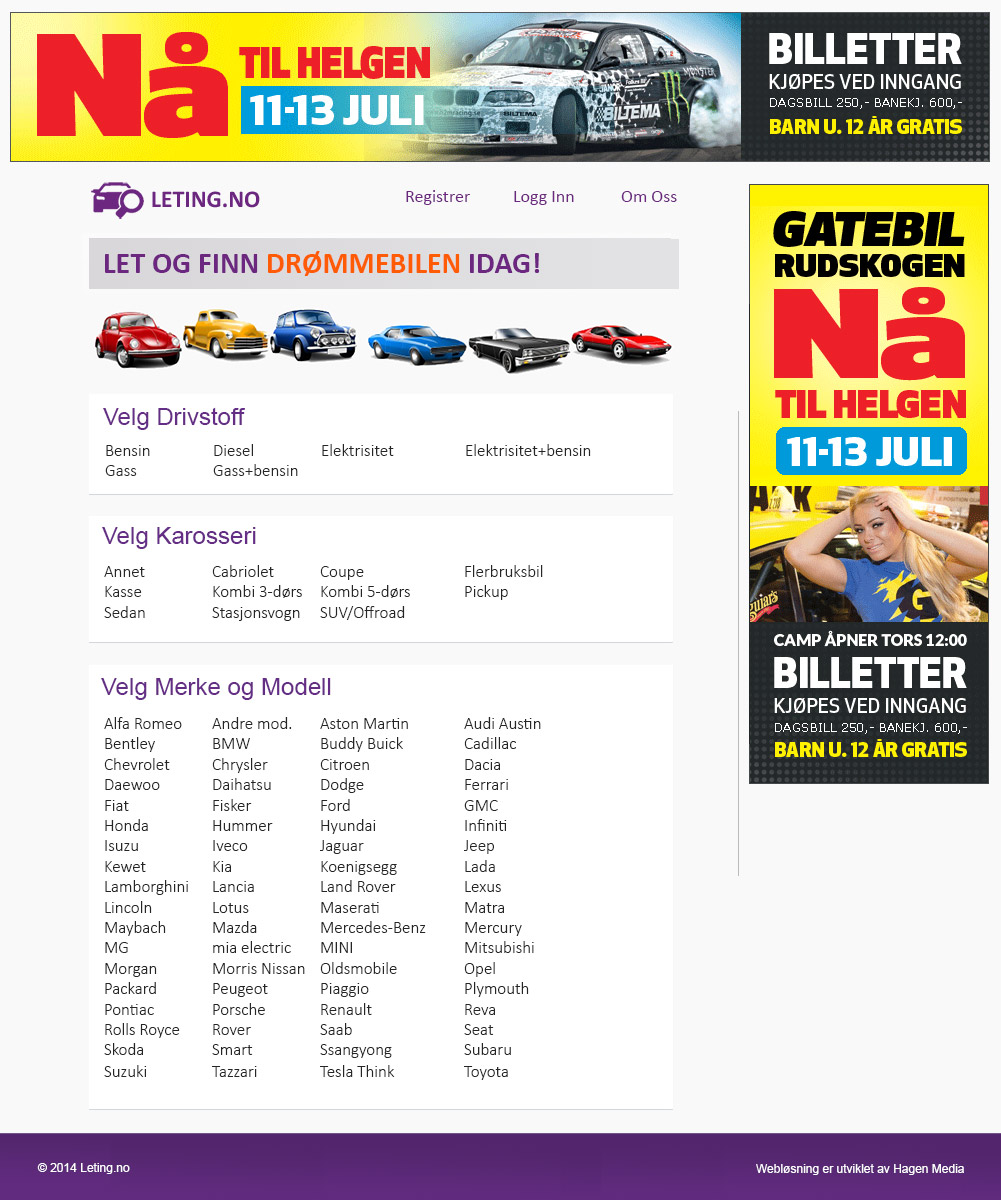 Nå
TIL HELGEN
11-13 JULI
BILTEMA
BILTEMA
MONSTER
BILLETTER
KJØPES VED INNGANG
DAGSBILL 250,- BANEKJ. 600,-
BARN U. 12 ÅR GRATIS
LETING.NO
Registrer Logg Inn Om Oss
LET OG FINN DRØMMEBILEN IDAG!
Velg Drivstoff
Bensin Diesel Elektrisitet Elektrisitet+bensin
Gass Gass+bensin
Velg Karosseri
Annet Cabriolet Coupe Flerbruksbil
Kasse Kombi 3-dørs Kombi 5-dørs Pickup
Sedan Stasjonsvogn SUV/Offroad
Velg Merke og Modell
Alfa Romeo Andre mod. Aston Martin Audi Austin
Bentley BMW Buddy Buick Cadillac
Chevrolet Chrysler Citroen Dacia
Daewoo Daihatsu Dodge Ferrari
Fiat Fisker Ford GMC
Honda Hummer Hyundai Infiniti
Isuzu Iveco Jaguar Jeep
Kewet Kia Koenigsegg Lada
Lamborghini Lancia Land Rover Lexus
Lincoln Lotus Maserati Matra
Maybach Mazda Mercedes-Benz Mercury
MG mia electric MINI Mitsubishi
Morgan Morris Nissan Oldsmobile Opel
Packard Peugeot Piaggio Plymouth
Pontiac Porsche Renault Reva
Rolls Royce Rover Saab Seat
Skoda Smart Ssangyong Subaru
Suzuki Tazzari Tesla Think Toyota
GATEBIL
RUDSKOGEN
Nå
TIL HELGEN
11-13 JULI
G
CAMP ÅPNER TORS 12:00
BILLETTER
KJØPES VED INNGANG
DAGSBILL 250,- BANEKJ. 600,-
BARN U. 12 ÅR GRATIS
© 2014 Leting.no
Webløsning er utviklet av Hagen Media